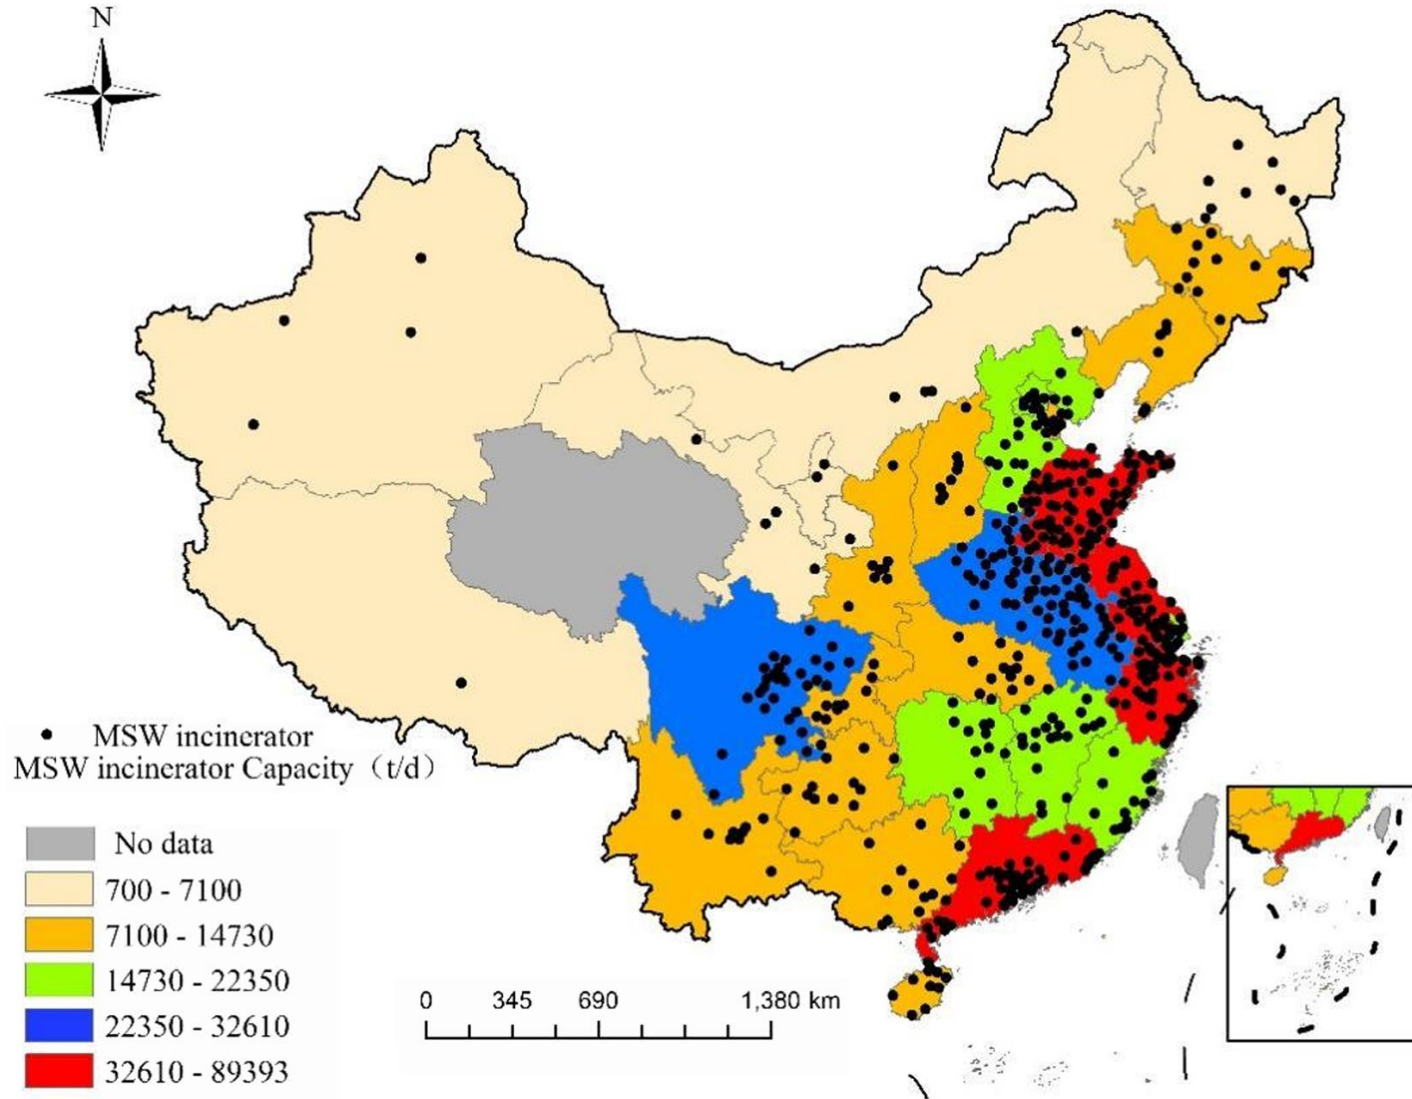 N
MSW incinerator
MSW incinerator Capacity（t/d）
No data
700 - 7100
7100 - 14730
14730 - 22350
22350 - 32610
32610 - 89393
0 345 690 1,380 km